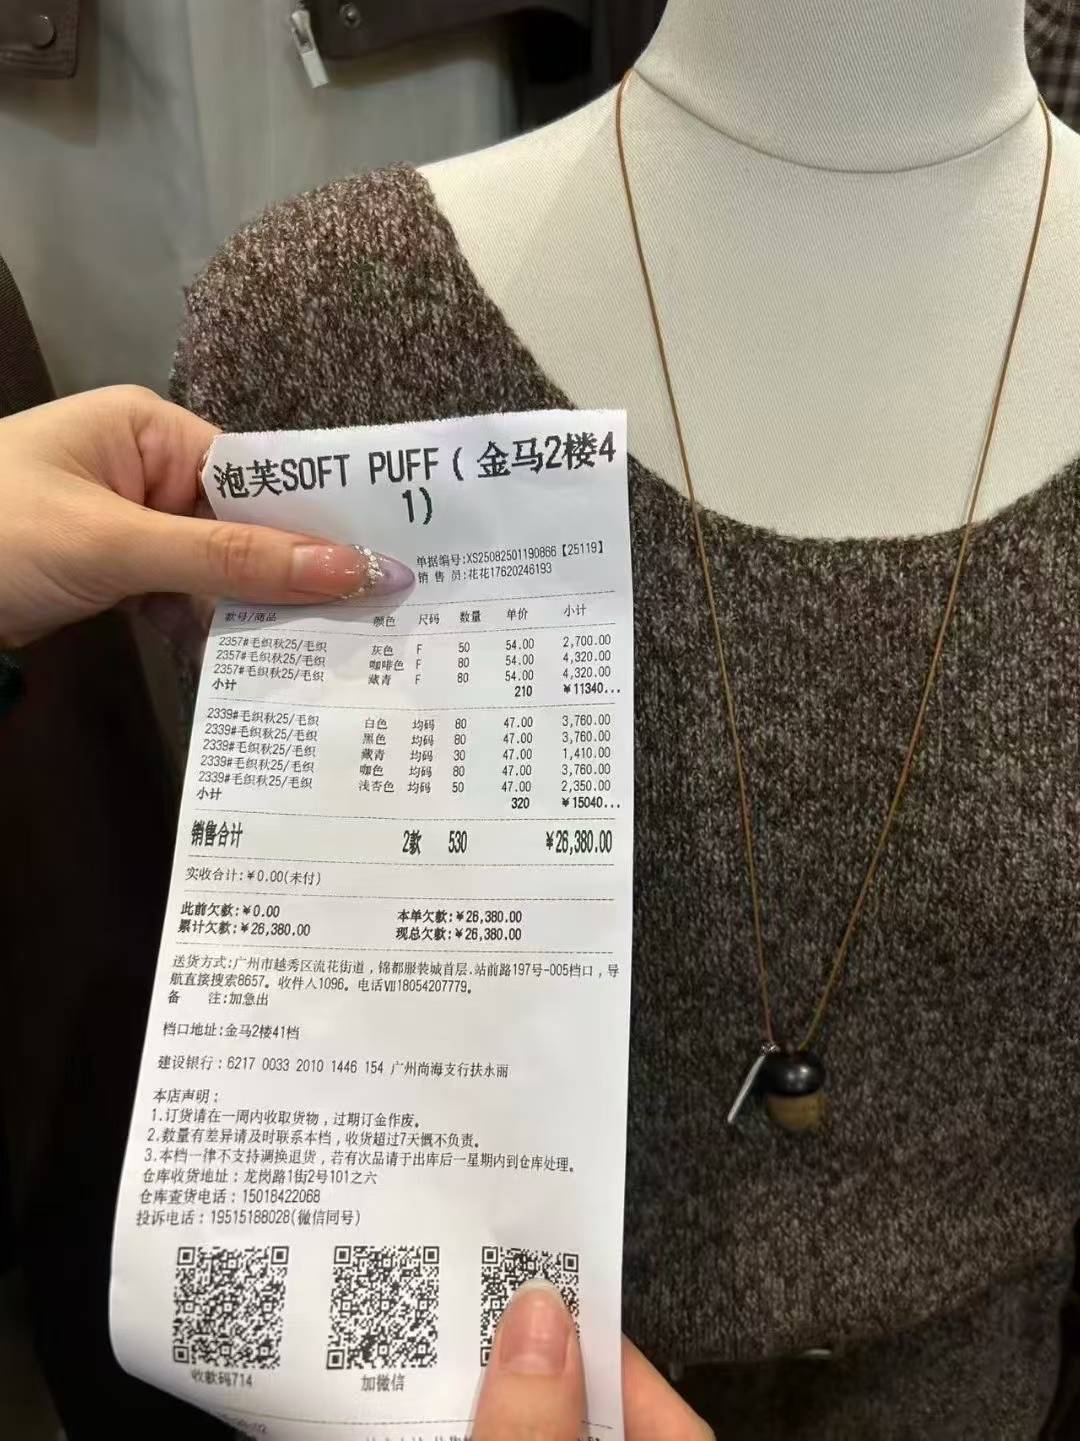 泡芙SOFT PUFF(金马2楼4
1)
单据编号:XS25082501190866【25119】
销 售 员:花花17620246193
款号/商品 颜色 尺码 数量 单价 小计
2357#毛织秋25/毛织 灰色 F 50 54.00 2,700.00
2357#毛织秋25/毛织 咖啡色 F 80 54.00 4,320.00
2357#毛织秋25/毛织 藏青 F 80 54.00 4,320.00
小计 210 ¥11340...
2339#毛织秋25/毛织 白色 均码 80 47.00 3,760.00
2339#毛织秋25/毛织 黑色 均码 80 47.00 3,760.00
2339#毛织秋25/毛织 藏青 均码 30 47.00 1,410.00
2339#毛织秋25/毛织 咖色 均码 80 47.00 3,760.00
2339#毛织秋25/毛织 浅杏色 均码 50 47.00 2,350.00
小计 320 ¥15040...
销售合计 2款 530 ¥26,380.00
实收合计:¥0.00(未付)
此前欠款:¥0.00 本单欠款:¥26,380.00
累计欠款:¥26,380.00 现总欠款:¥26,380.00
送货方式:广州市越秀区流花街道,锦都服装城首层.站前路197号-005档口,导
航直接搜索8657。收件人1096。电话Ⅶ18054207779。
备 注:加急出
档口地址:金马2楼41档
建设银行:6217 0033 2010 1446 154 广州尚海支行扶永丽
本店声明:
1.订货请在一周内收取货物,过期订金作废。
2.数量有差异请及时联系本档,收货超过7天慨不负责。
3.本档一律不支持调换退货,若有次品请于出库后一星期内到仓库处理。
仓库收货地址:龙岗路1街2号101之六
仓库查货电话:15018422068
投诉电话:19515188028(微信同号)
收款码714 加微信